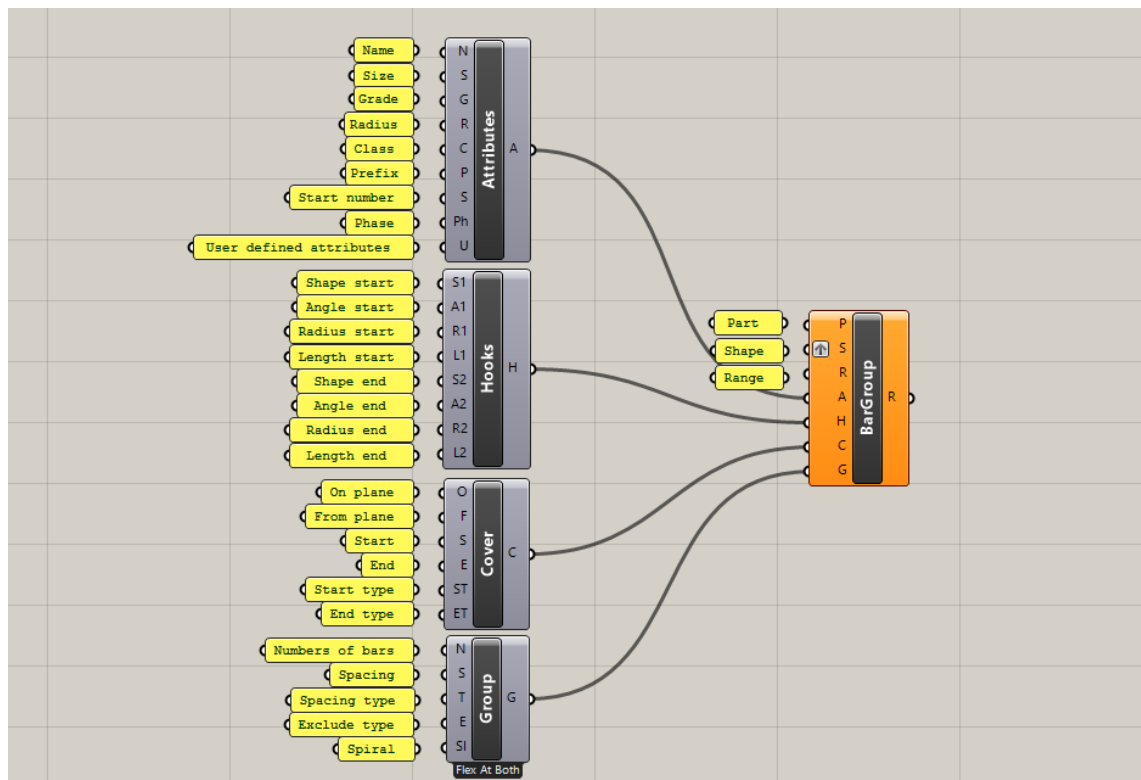 Name N
Size S
Grade G
Radius R
Class C
Prefix P
Start number S
Phase Ph
User defined attributes U
Attributes
A
Shape start S1
Angle start A1
Radius start R1
Length start L1
Shape end S2
Angle end A2
Radius end R2
Length end L2
Hooks
H
On plane O
From plane F
Start S
End E
Start type ST
End type ET
Cover
C
Numbers of bars N
Spacing S
Spacing type T
Exclude type E
Spiral SI
Group
G
Flex At Both
Part P
Shape S
Range R
A
H
C
G
BarGroup
R